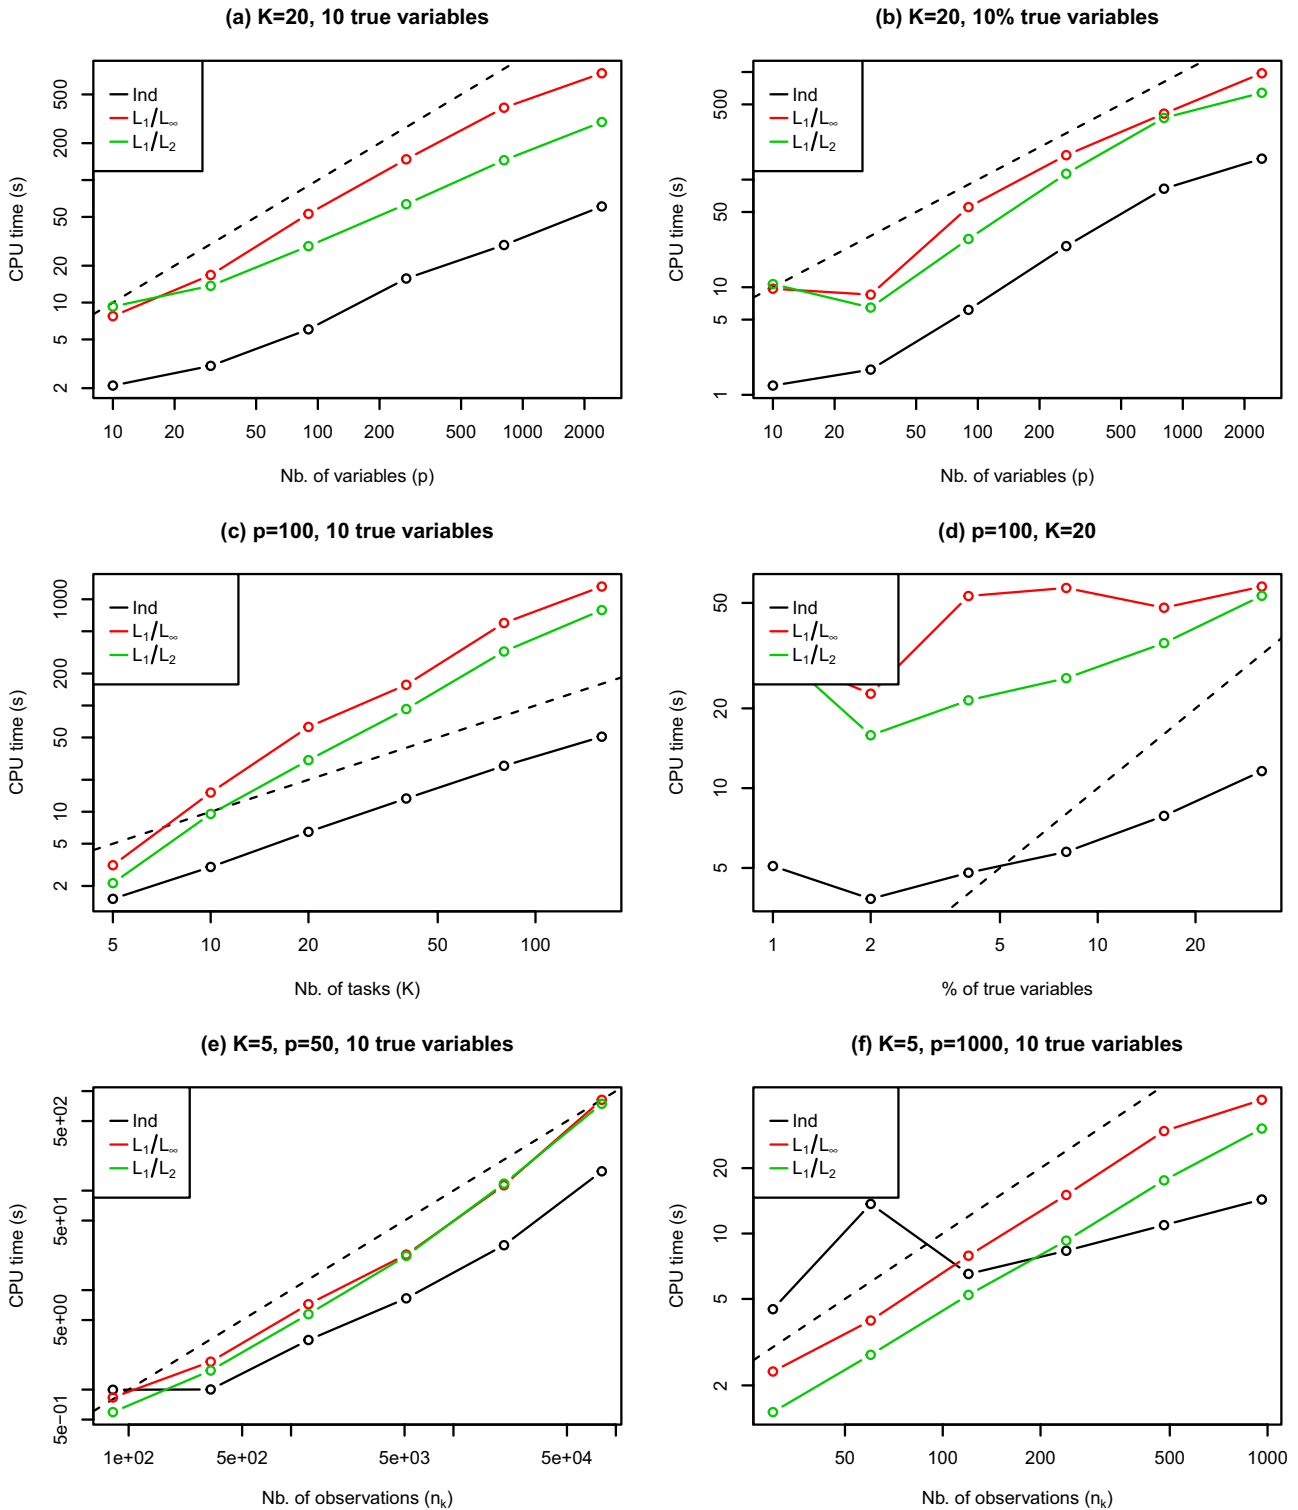 (a) K=20, 10 true variables
Ind
L₁/L∞
L₁/L₂
CPU time (s)
2 5 10 20 50 200 500
10 20 50 100 200 500 1000 2000
Nb. of variables (p)
(b) K=20, 10% true variables
Ind
L₁/L∞
L₁/L₂
CPU time (s)
1 5 10 50 500
10 20 50 100 200 500 1000 2000
Nb. of variables (p)
(c) p=100, 10 true variables
Ind
L₁/L∞
L₁/L₂
CPU time (s)
2 5 10 50 200 1000
5 10 20 50 100
Nb. of tasks (K)
(d) p=100, K=20
Ind
L₁/L∞
L₁/L₂
CPU time (s)
5 10 20 50
1 2 5 10 20
% of true variables
(e) K=5, p=50, 10 true variables
Ind
L₁/L∞
L₁/L₂
CPU time (s)
5e−01 5e+00 5e+01 5e+02
1e+02 5e+02 5e+03 5e+04
Nb. of observations (nₖ)
(f) K=5, p=1000, 10 true variables
Ind
L₁/L∞
L₁/L₂
CPU time (s)
2 5 10 20
50 100 200 500 1000
Nb. of observations (nₖ)